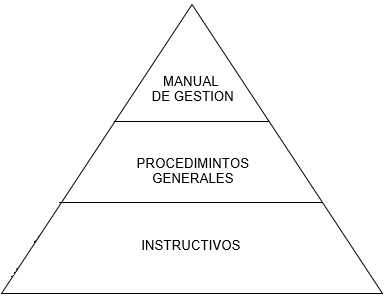 MANUAL
DE GESTION
PROCEDIMINTOS
GENERALES
INSTRUCTIVOS